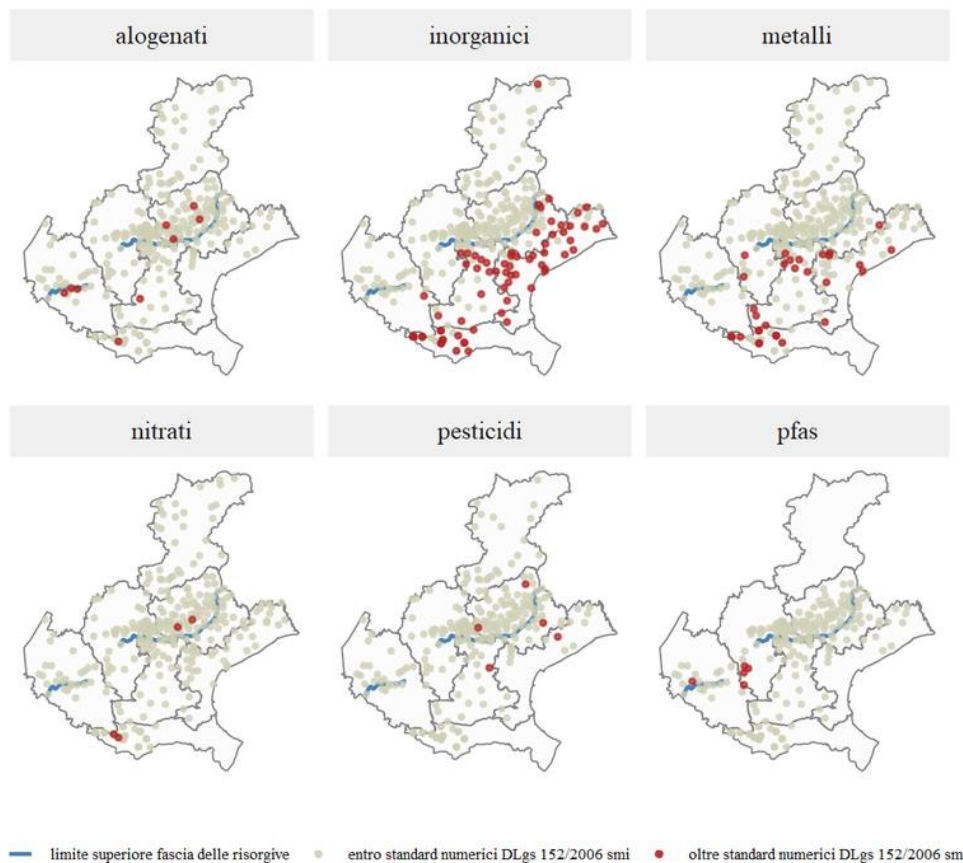 alogenati inorganici metalli
nitrati pesticidi pfas
limite superiore fascia delle risorgive entro standard numerici DLgs 152/2006 smi oltre standard numerici DLgs 152/2006 sm